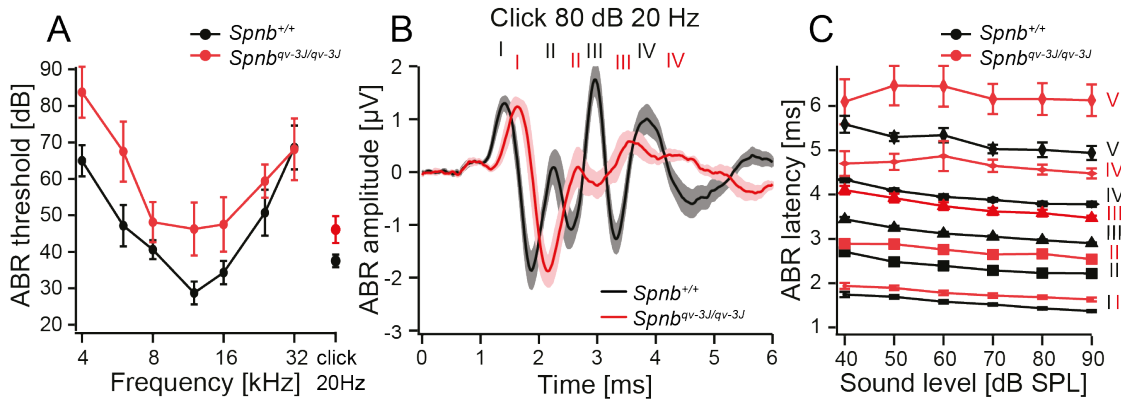 A
Spnb+/+
Spnbqv-3J/qv-3J
ABR threshold [dB]
90
80
70
60
50
40
30
20
4
8
16
32
click
20Hz
Frequency [kHz]
B
Click 80 dB 20 Hz
I
I
II
II
III
III
IV
IV
ABR amplitude [µV]
2
1
0
-1
-2
-3
Spnb+/+
Spnbqv-3J/qv-3J
0
1
2
3
4
5
6
Time [ms]
C
Spnb+/+
Spnbqv-3J/qv-3J
ABR latency [ms]
6
5
4
3
2
1
V
V
IV
IV
III
III
II
II
I I
40
50
60
70
80
90
Sound level [dB SPL]